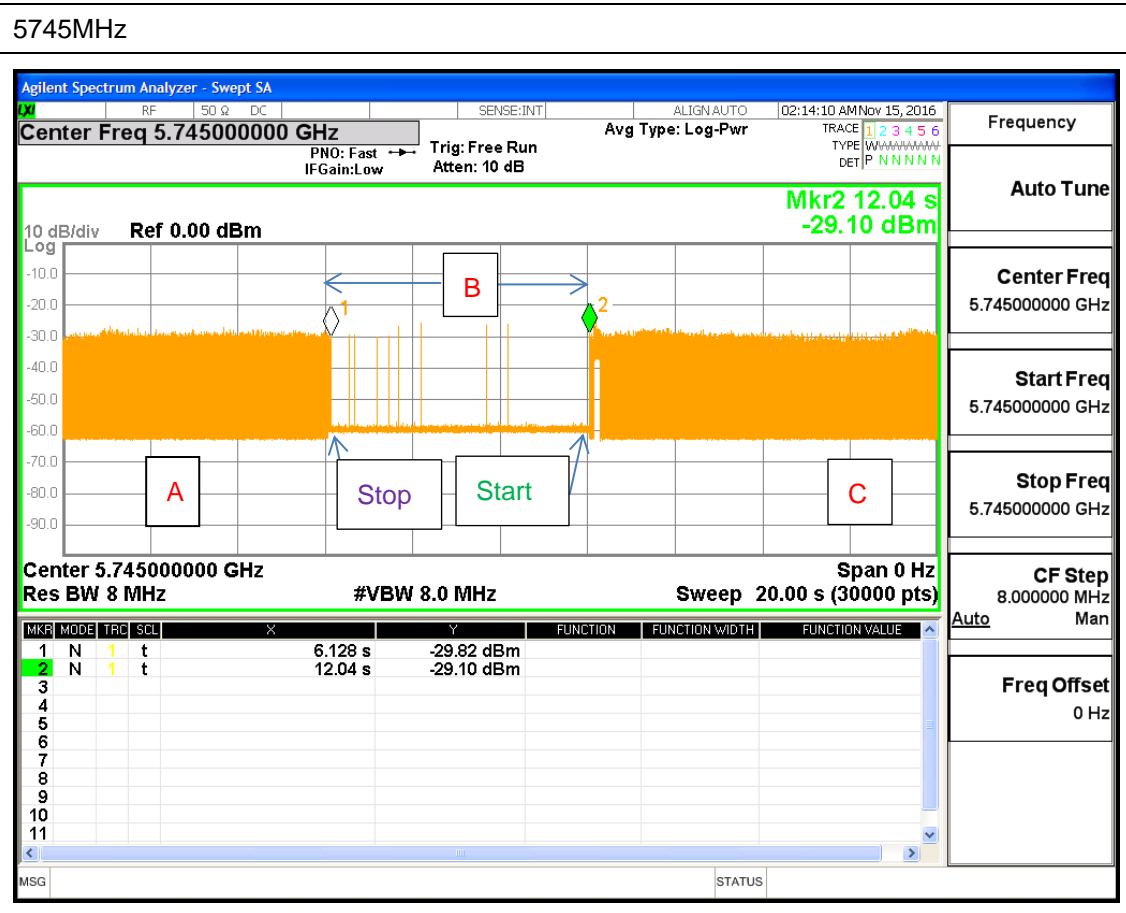 5745MHz
Agilent Spectrum Analyzer - Swept SA
LXI RF 50 Ω DC SENSE:INT ALIGN AUTO 02:14:10 AM Nov 15, 2016
Center Freq 5.745000000 GHz
PNO: Fast
IFGain:Low
Trig: Free Run
Atten: 10 dB
Avg Type: Log-Pwr
TRACE 1 2 3 4 5 6
TYPE WWWWWW
DET P N N N N N
Mkr2 12.04 s
-29.10 dBm
10 dB/div Ref 0.00 dBm
Log
-10.0
-20.0
-30.0
-40.0
-50.0
-60.0
-70.0
-80.0
-90.0
1
B
2
A
Stop
Start
C
Center 5.745000000 GHz Span 0 Hz
Res BW 8 MHz #VBW 8.0 MHz Sweep 20.00 s (30000 pts)
MKR MODE TRC SCL X Y FUNCTION FUNCTION WIDTH FUNCTION VALUE
1 N 1 t 6.128 s -29.82 dBm
2 N 1 t 12.04 s -29.10 dBm
3
4
5
6
7
8
9
10
11
MSG STATUS
Frequency
Auto Tune
Center Freq
5.745000000 GHz
Start Freq
5.745000000 GHz
Stop Freq
5.745000000 GHz
CF Step
8.000000 MHz
Auto Man
Freq Offset
0 Hz